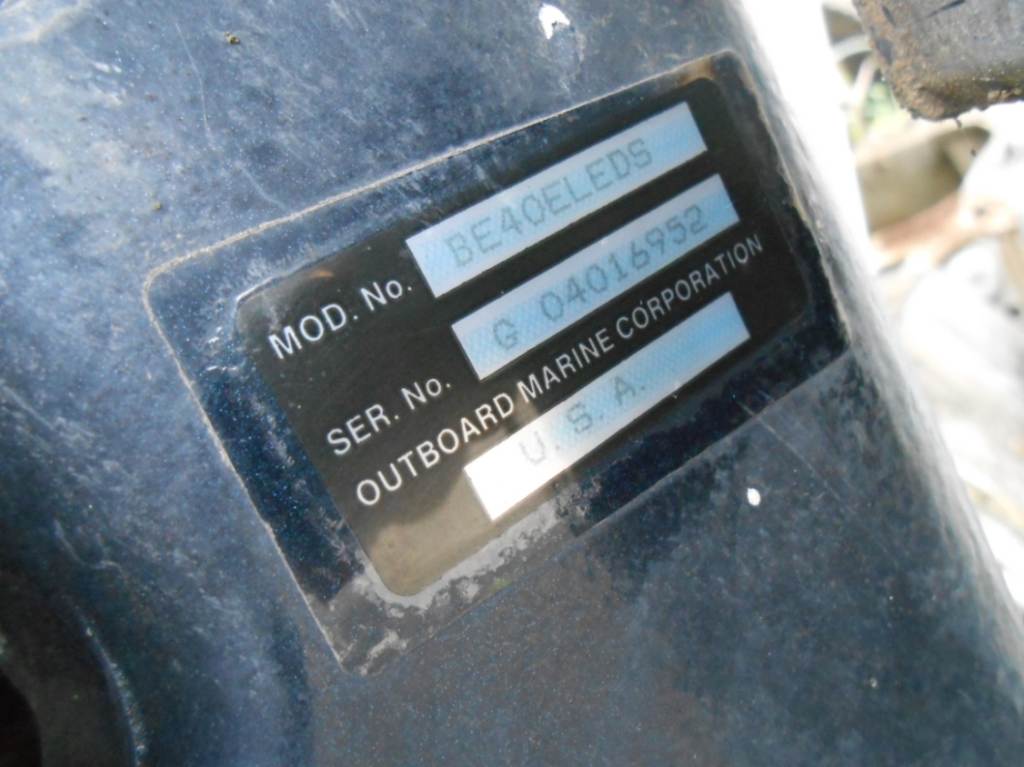 MOD. No. BE40ELEDS
SER. No. G 04016952
OUTBOARD MARINE CORPORATION
U. S. A.